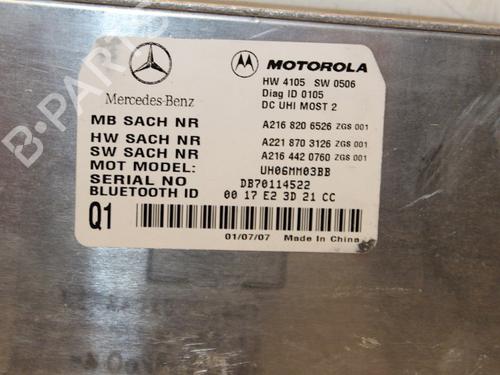 Mercedes-Benz
MOTOROLA
HW 4105 SW 0506
Diag ID 0105
DC UHI MOST 2
MB SACH NR A216 820 6526 ZGS 001
HW SACH NR A221 870 3126 ZGS 001
SW SACH NR A216 442 0760 ZGS 001
MOT MODEL: UH06MM03BB
SERIAL NO DB70114522
BLUETOOTH ID 00 17 E2 3D 21 CC
Q1
01/07/07 Made In China